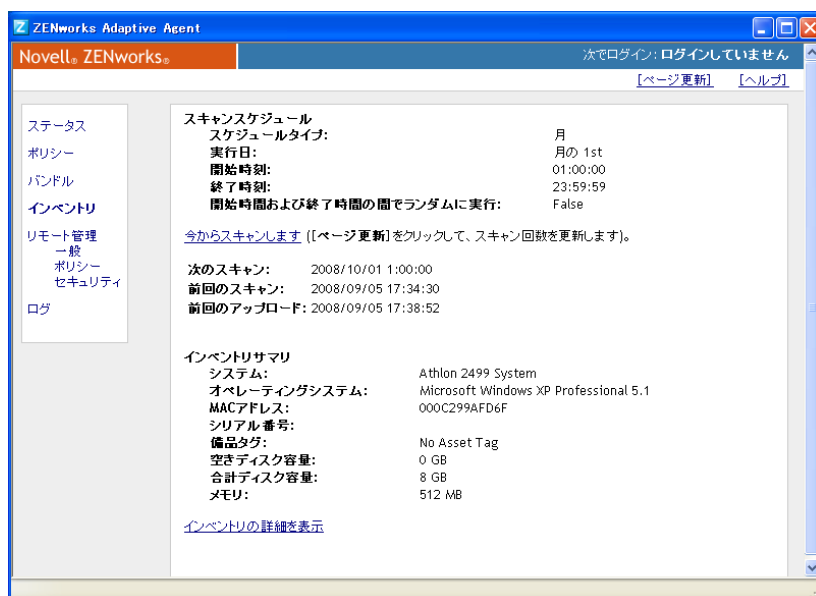 ZENworks Adaptive Agent
Novell® ZENworks®
次でログイン: ログインしていません
[ページ更新] [ヘルプ]
ステータス
ポリシー
バンドル
インベントリ
リモート管理
一般
ポリシー
セキュリティ
ログ
スキャンスケジュール
スケジュールタイプ: 月
実行日: 月の 1st
開始時刻: 01:00:00
終了時刻: 23:59:59
開始時間および終了時間の間でランダムに実行: False
今からスキャンします ([ページ更新]をクリックして、スキャン回数を更新します)。
次のスキャン: 2008/10/01 1:00:00
前回のスキャン: 2008/09/05 17:34:30
前回のアップロード: 2008/09/05 17:38:52
インベントリサマリ
システム: Athlon 2499 System
オペレーティングシステム: Microsoft Windows XP Professional 5.1
MACアドレス: 000C299AFD6F
シリアル番号:
備品タグ: No Asset Tag
空きディスク容量: 0 GB
合計ディスク容量: 8 GB
メモリ: 512 MB
インベントリの詳細を表示